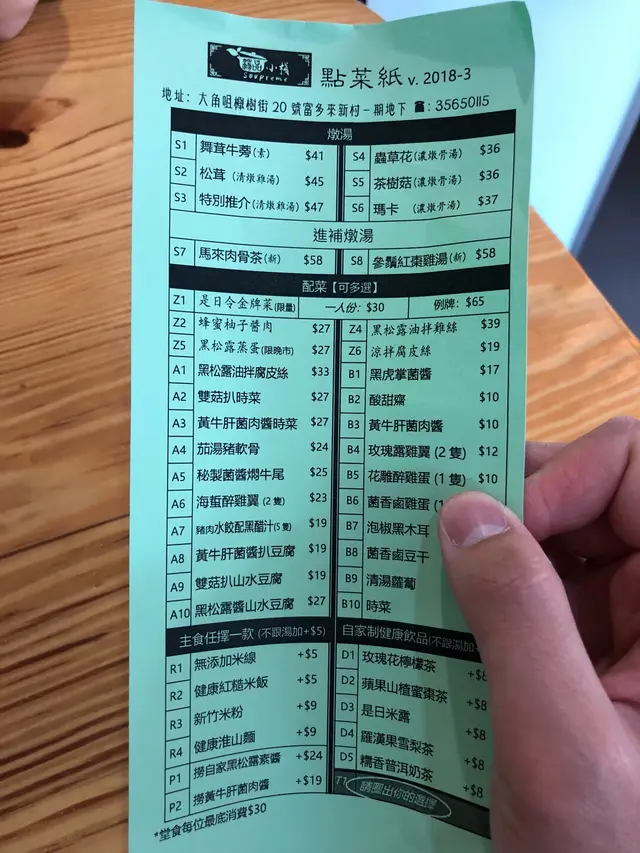 菇品小棧
Soupreme
點菜紙 v. 2018-3
地址: 大角咀櫸樹街20號富多來新村一期地下 ☎: 35650115
燉湯
S1 舞茸牛蒡(素) $41
S2 松茸 (清燉雞湯) $45
S3 特別推介(清燉雞湯) $47
S4 蟲草花(濃燉骨湯) $36
S5 茶樹菇(濃燉骨湯) $36
S6 瑪卡 (濃燉骨湯) $37
進補燉湯
S7 馬來肉骨茶(新) $58
S8 參鬚紅棗雞湯(新) $58
配菜【可多選】
Z1 是日令金牌菜(限量) 一人份: $30 例牌: $65
Z2 蜂蜜柚子醬肉 $27
Z5 黑松露蒸蛋(限晚市) $27
A1 黑松露油拌腐皮絲 $33
A2 雙菇扒時菜 $27
A3 黃牛肝菌肉醬時菜 $27
A4 茄湯豬軟骨 $24
A5 秘製菌醬燜牛尾 $25
A6 海蜇醉雞翼 (2 隻) $23
A7 豬肉水餃配黑醋汁(5 隻) $19
A8 黃牛肝菌醬扒豆腐 $19
A9 雙菇扒山水豆腐 $19
A10 黑松露醬山水豆腐 $27
Z4 黑松露油拌雞絲 $39
Z6 涼拌腐皮絲 $19
B1 黑虎掌菌醬 $17
B2 酸甜齋 $10
B3 黃牛肝菌肉醬 $10
B4 玫瑰露雞翼 (2 隻) $12
B5 花雕醉雞蛋 (1 隻) $10
B6 菌香鹵雞蛋 (1
B7 泡椒黑木耳
B8 菌香鹵豆干
B9 清湯蘿蔔
B10 時菜
主食任擇一款 (不跟湯加+$5)
R1 無添加米線 +$5
R2 健康紅糙米飯 +$5
R3 新竹米粉 +$9
R4 健康淮山麵 +$9
P1 撈自家黑松露素醬 +$24
P2 撈黃牛肝菌肉醬 +$19
自家制健康飲品(不跟湯加+
D1 玫瑰花檸檬茶 +$8
D2 蘋果山楂蜜棗茶 +$8
D3 是日米露 +$8
D4 羅漢果雪梨茶 +$8
D5 糯香普洱奶茶 +$8
T1 請圈出你的選擇
*堂食每位最底消費$30